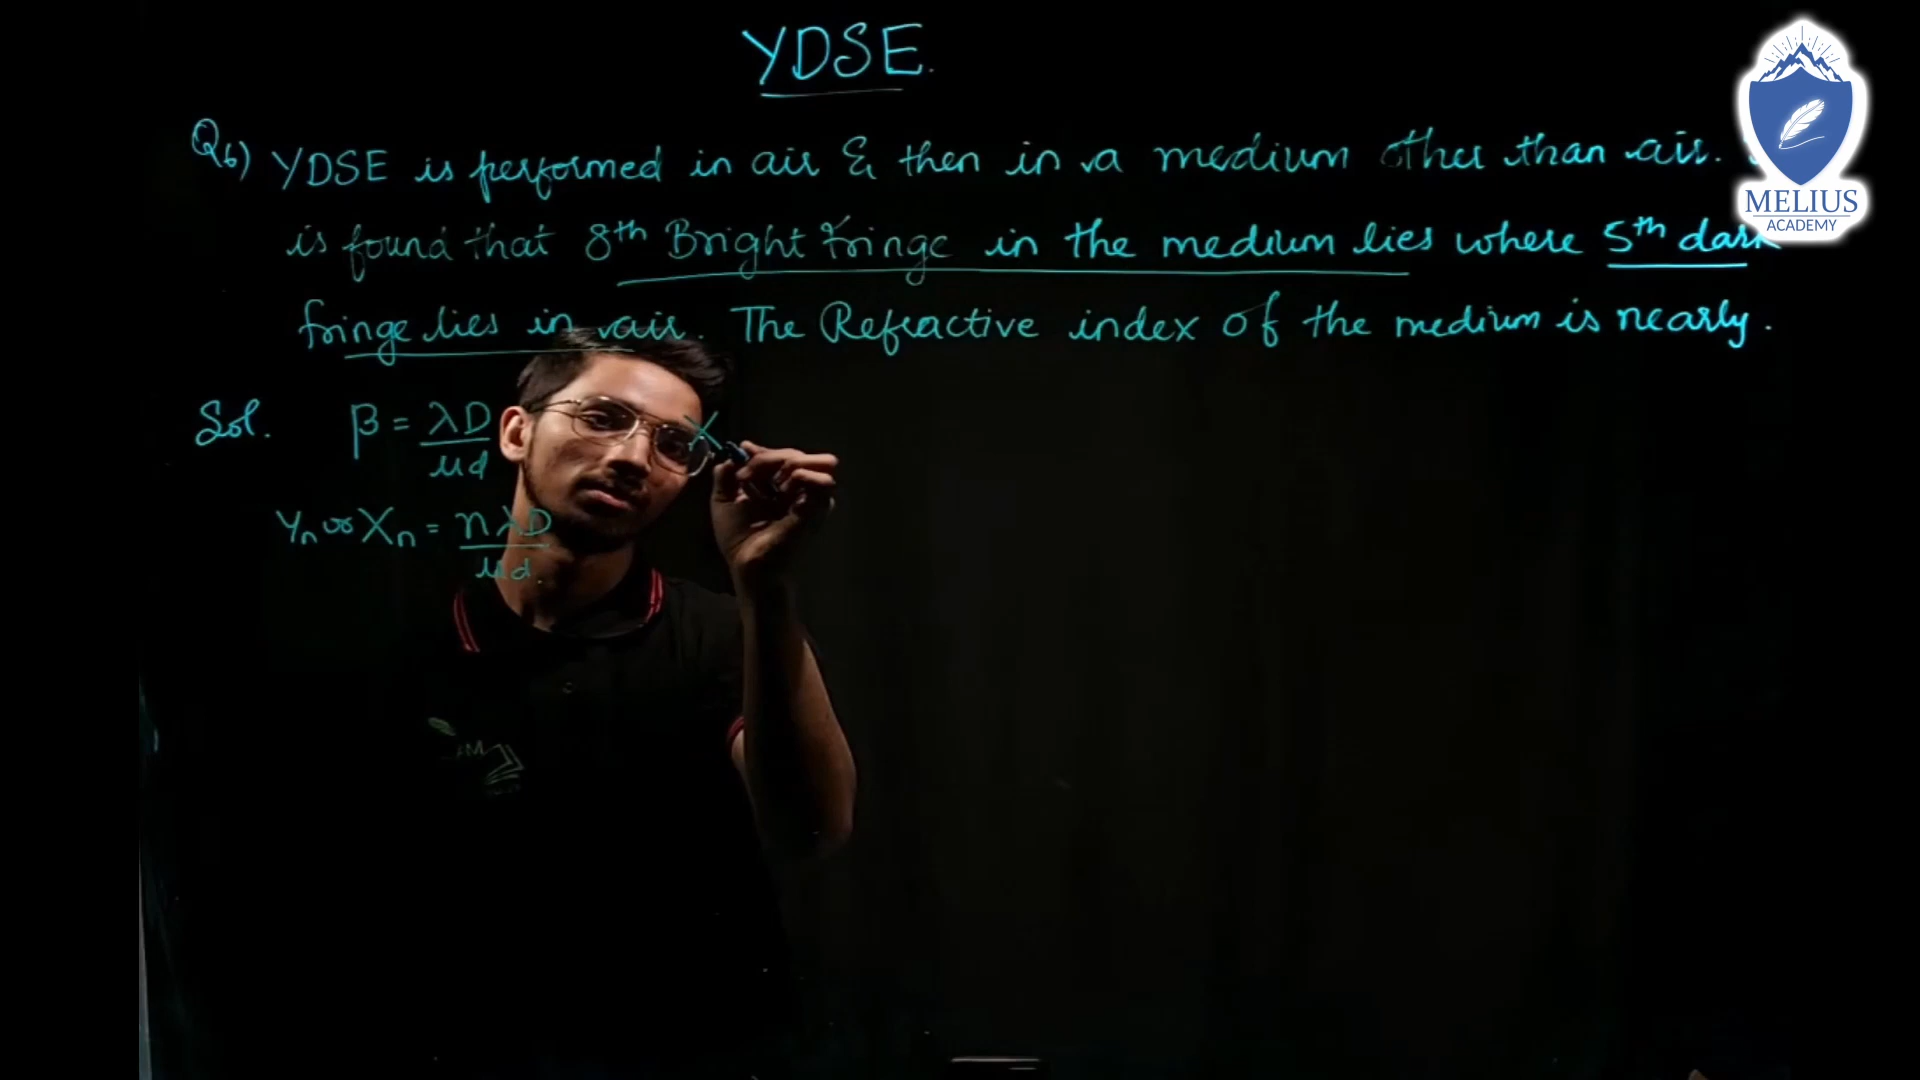 YDSE.
Q6) YDSE is performed in air & then in a medium other than air.
is found that 8th Bright fringe in the medium lies where 5th dark
fringe lies in air. The Refractive index of the medium is nearly.
Sol. β = λD / μd
X
Yn or Xn = nλD / μd.
MELIUS
ACADEMY